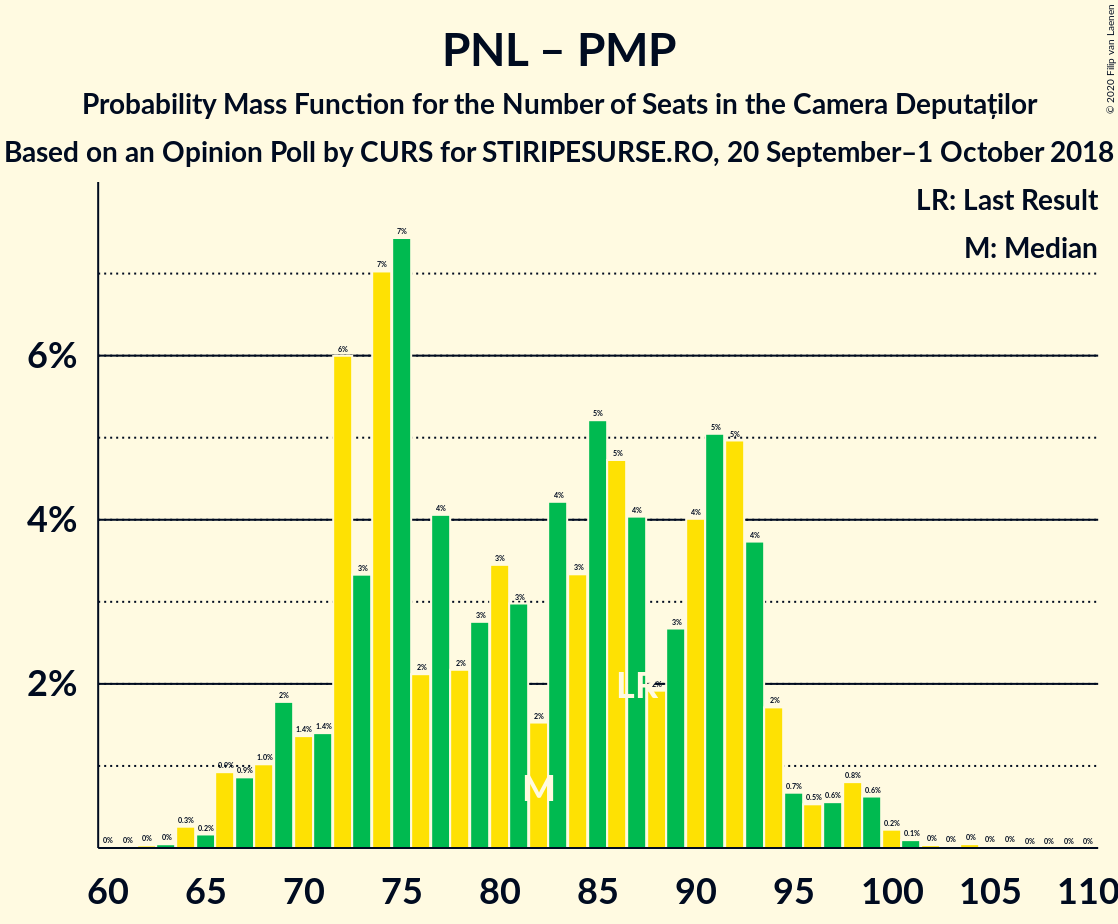 PNL – PMP
Probability Mass Function for the Number of Seats in the Camera Deputaților
Based on an Opinion Poll by CURS for STIRIPESURSE.RO, 20 September–1 October 2018
© 2020 Filip van Laenen
LR: Last Result
M: Median
6%
4%
2%
0% 0% 0% 0% 0.3% 0.2% 0.9% 0.9% 1.0% 2% 1.4% 1.4% 6% 3% 7% 7% 2% 4% 2% 3% 3% 3% 2% 4% 3% 5% 5% 4% 2% 3% 4% 5% 5% 4% 2% 0.7% 0.5% 0.6% 0.8% 0.6% 0.2% 0.1% 0% 0% 0% 0% 0% 0% 0% 0% 0%
LR
M
60 65 70 75 80 85 90 95 100 105 110